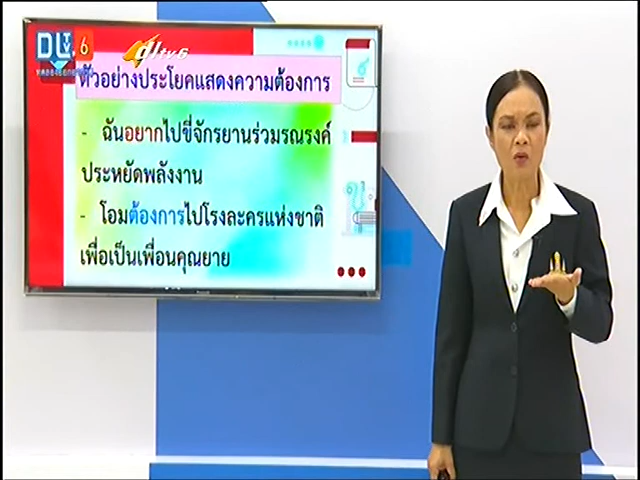 DLTV 6
dltv6
ตัวอย่างประโยคแสดงความต้องการ
- ฉันอยากไปขี่จักรยานร่วมรณรงค์
ประหยัดพลังงาน
- โอมต้องการไปโรงละครแห่งชาติ
เพื่อเป็นเพื่อนคุณยาย